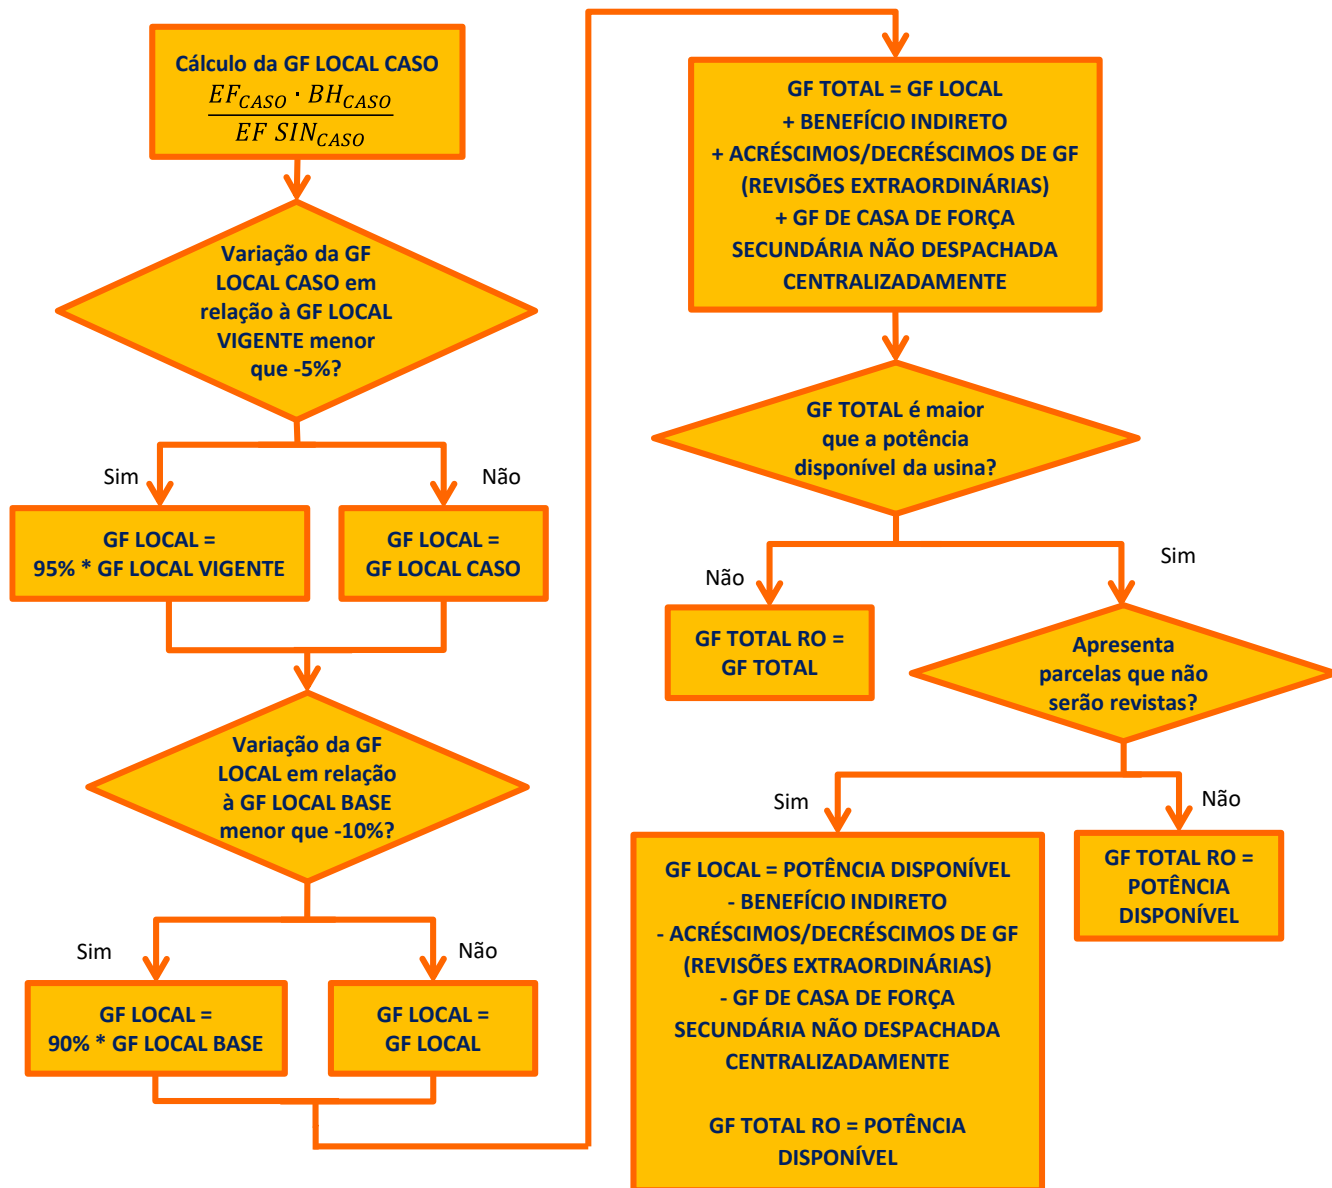 Cálculo da GF LOCAL CASO
EF_CASO · BH_CASO
EF SIN_CASO
Variação da GF
LOCAL CASO em
relação à GF LOCAL
VIGENTE menor
que -5%?
Sim
Não
GF LOCAL =
95% * GF LOCAL VIGENTE
GF LOCAL =
GF LOCAL CASO
Variação da GF
LOCAL em relação
à GF LOCAL BASE
menor que -10%?
Sim
Não
GF LOCAL =
90% * GF LOCAL BASE
GF LOCAL =
GF LOCAL
GF TOTAL = GF LOCAL
+ BENEFÍCIO INDIRETO
+ ACRÉSCIMOS/DECRÉSCIMOS DE GF
(REVISÕES EXTRAORDINÁRIAS)
+ GF DE CASA DE FORÇA
SECUNDÁRIA NÃO DESPACHADA
CENTRALIZADAMENTE
GF TOTAL é maior
que a potência
disponível da usina?
Não
Sim
GF TOTAL RO =
GF TOTAL
Apresenta
parcelas que não
serão revistas?
Sim
Não
GF LOCAL = POTÊNCIA DISPONÍVEL
- BENEFÍCIO INDIRETO
- ACRÉSCIMOS/DECRÉSCIMOS DE GF
(REVISÕES EXTRAORDINÁRIAS)
- GF DE CASA DE FORÇA
SECUNDÁRIA NÃO DESPACHADA
CENTRALIZADAMENTE
GF TOTAL RO = POTÊNCIA
DISPONÍVEL
GF TOTAL RO =
POTÊNCIA
DISPONÍVEL